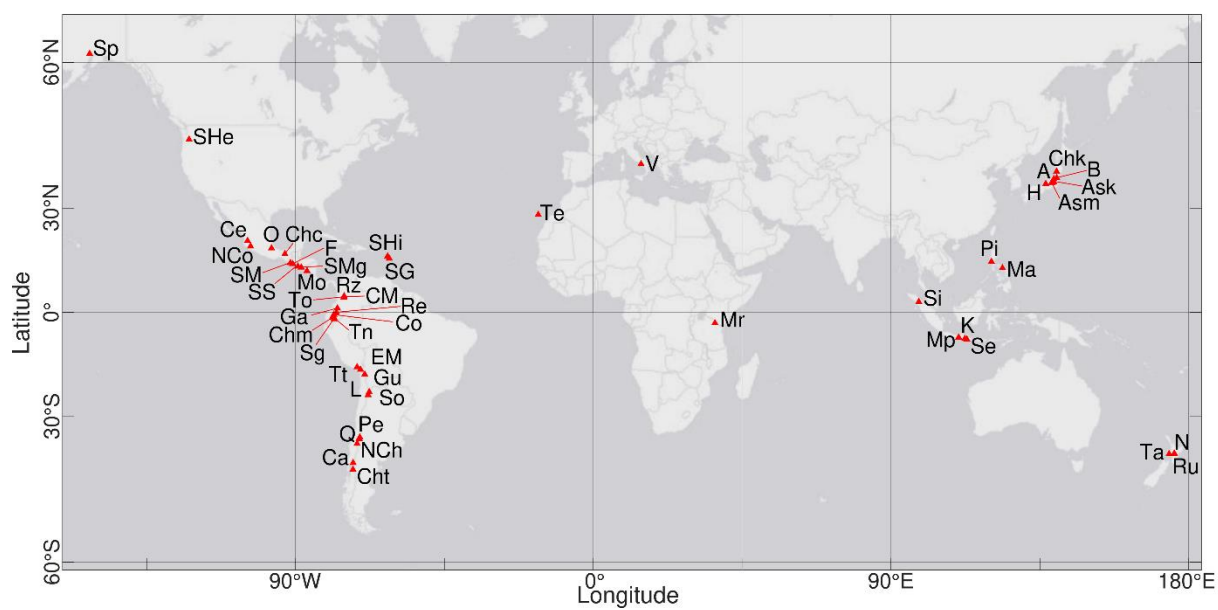 Sp
60°N
SHe
V
Chk
A
B
H
Ask
Asm
30°N
Te
Ce
O
Chc
F
SHi
NCo
SMg
SG
SM
SS
Mo
Pi
Ma
Rz
To
CM
Si
Latitude
0°
Ga
Re
Mr
Chm
Tn
Co
Sg
K
Mp
Se
EM
Tt
Gu
L
So
30°S
Pe
Q
NCh
Ca
Cht
N
Ta
Ru
60°S
60
90°W
0°
90°E
180°E
Longitude